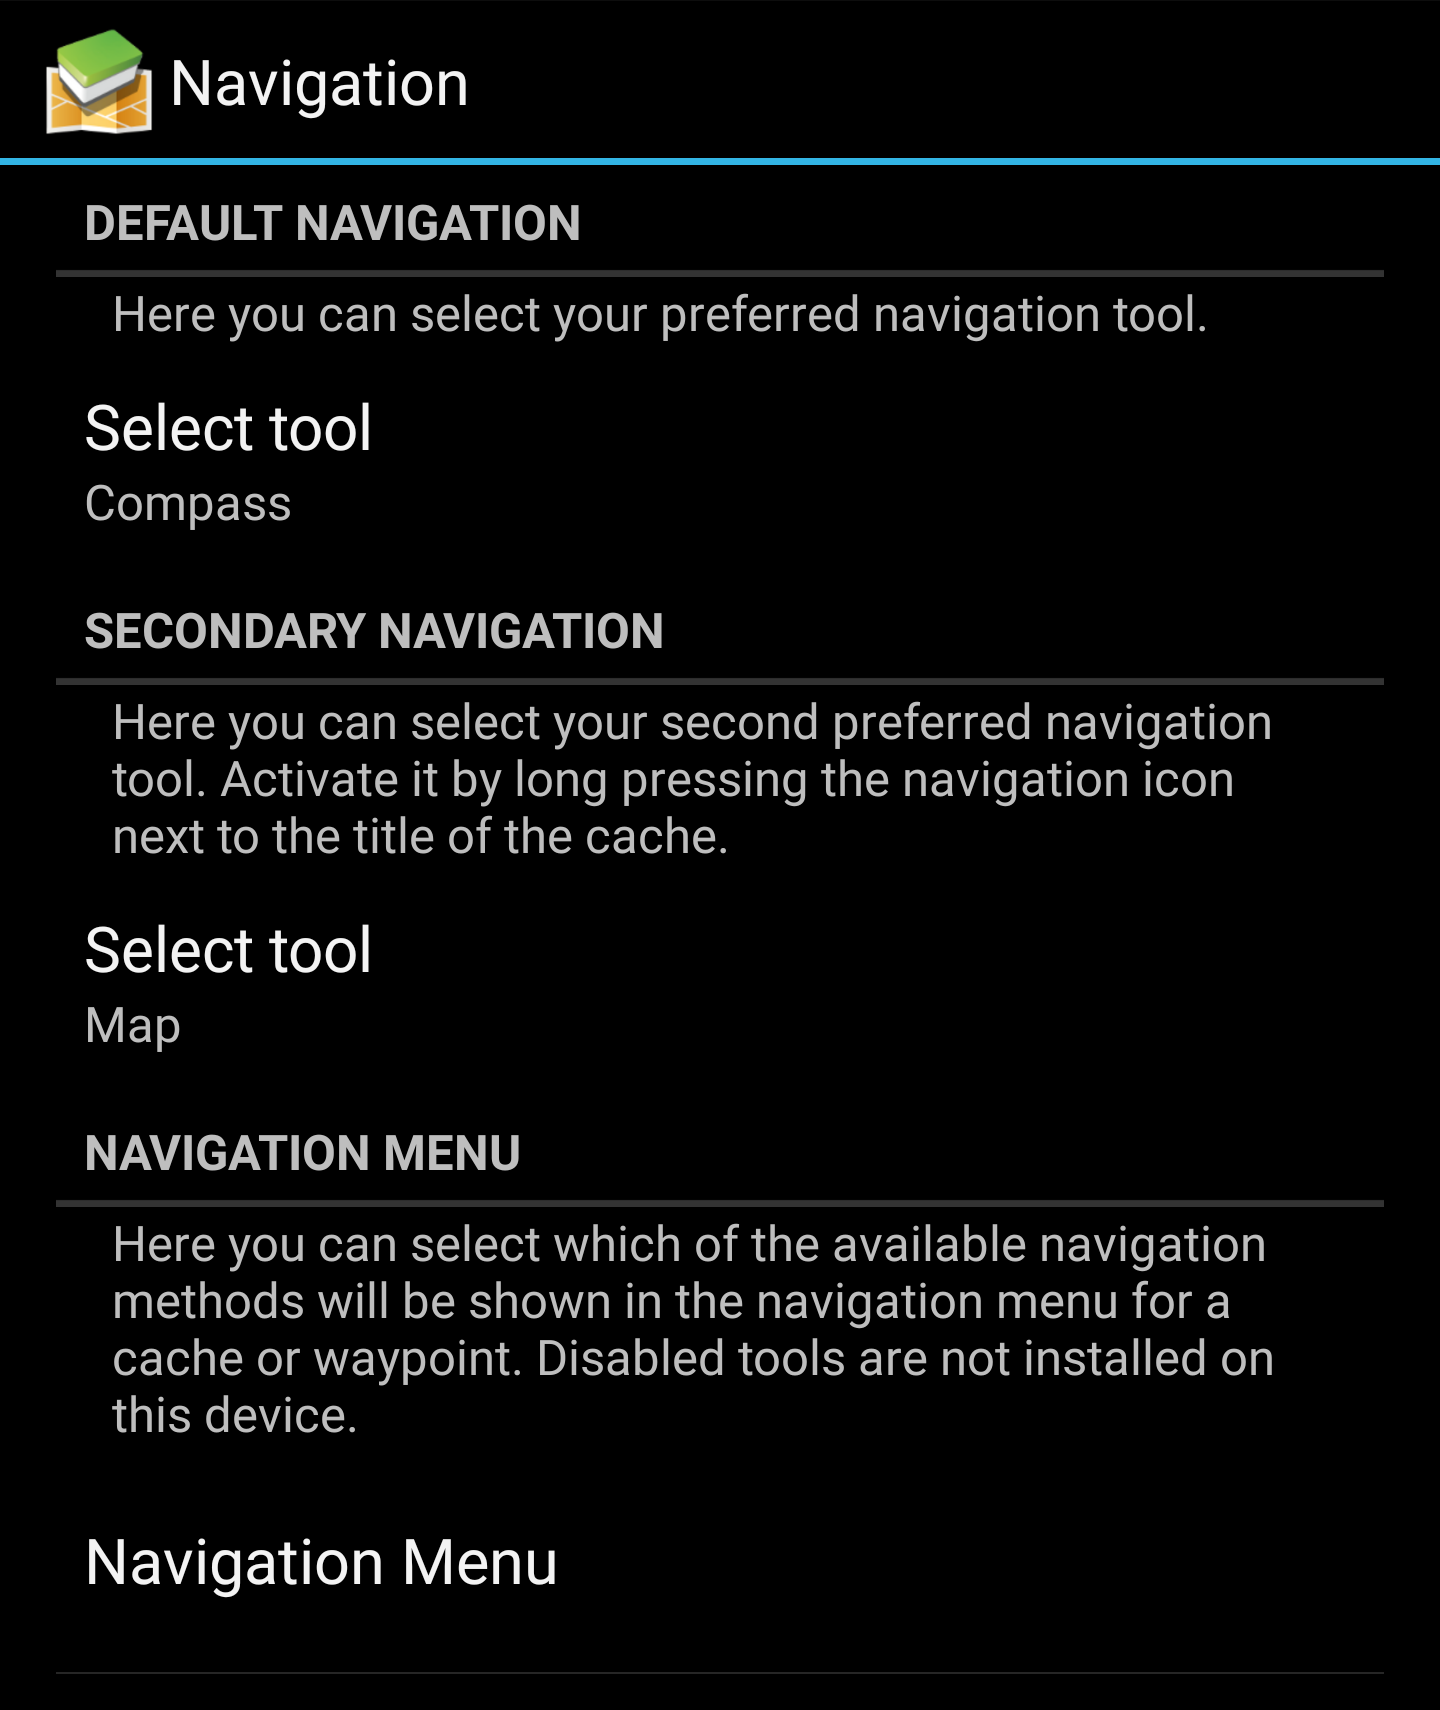 Navigation
DEFAULT NAVIGATION
Here you can select your preferred navigation tool.
Select tool
Compass
SECONDARY NAVIGATION
Here you can select your second preferred navigation
tool. Activate it by long pressing the navigation icon
next to the title of the cache.
Select tool
Map
NAVIGATION MENU
Here you can select which of the available navigation
methods will be shown in the navigation menu for a
cache or waypoint. Disabled tools are not installed on
this device.
Navigation Menu